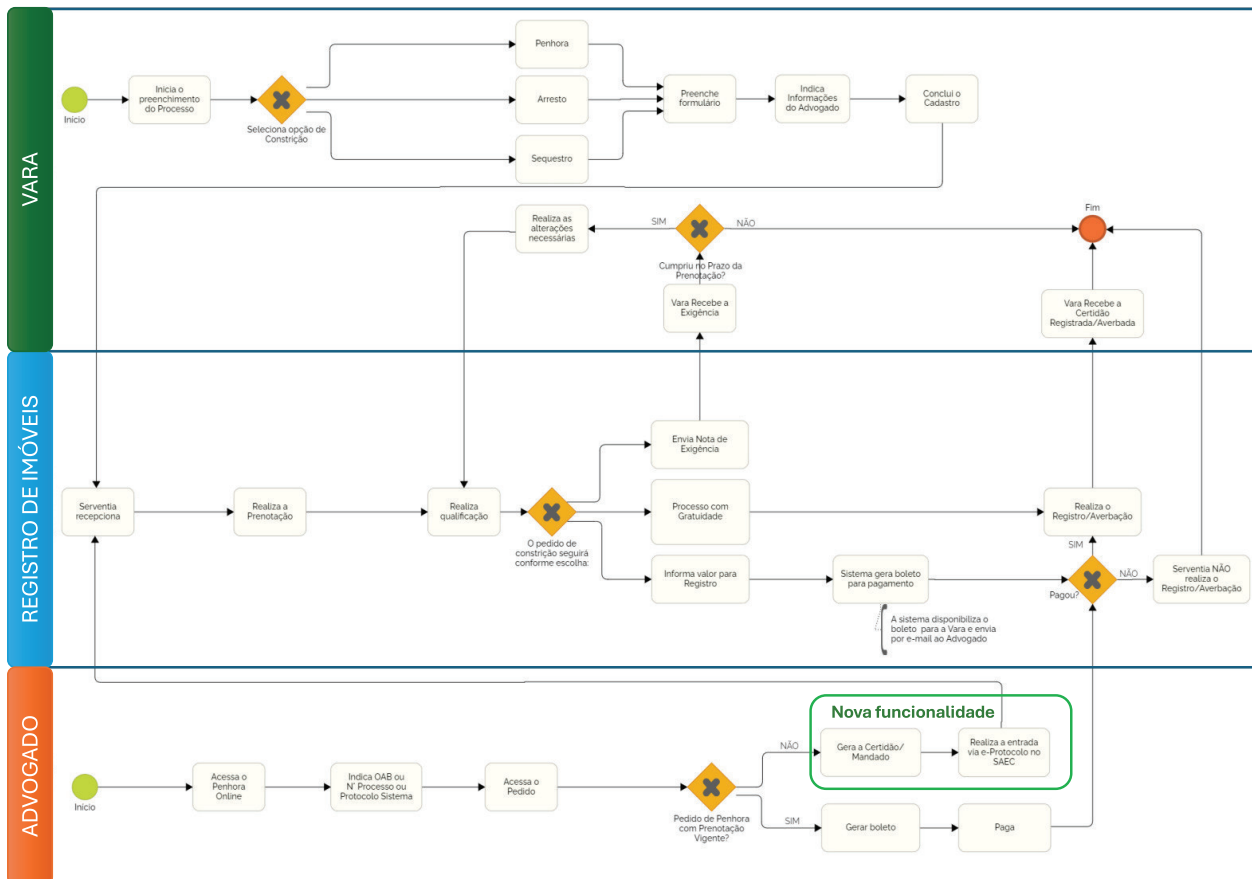 VARA
Início
Inicia o
preenchimento
do Processo
Seleciona opção de
Constrição
Penhora
Arresto
Sequestro
Preenche
formulário
Indica
Informações
do Advogado
Conclui o
Cadastro
Realiza as
alterações
necessárias
SIM
NÃO
Cumpriu no Prazo da
Prenotação?
Fim
Vara Recebe a
Exigência
Vara Recebe a
Certidão
Registrada/Averbada
REGISTRO DE IMÓVEIS
Serventia
recepciona
Realiza a
Prenotação
Realiza
qualificação
O pedido de
constrição seguirá
conforme escolha:
Envia Nota de
Exigência
Processo com
Gratuidade
Informa valor para
Registro
Sistema gera boleto
para pagamento
A sistema disponibiliza o
boleto para a Vara e envia
por e-mail ao Advogado
Realiza o
Registro/Averbação
SIM
Pagou?
NÃO
Serventia NÃO
realiza o
Registro/Averbação
ADVOGADO
Início
Acessa o
Penhora
Online
Indica OAB ou
N° Processo ou
Protocolo Sistema
Acessa o
Pedido
Pedido de Penhora
com Prenotação
Vigente?
NÃO
Nova funcionalidade
Gera a Certidão/
Mandado
Realiza a entrada
via e-Protocolo no
SAEC
SIM
Gerar boleto
Paga